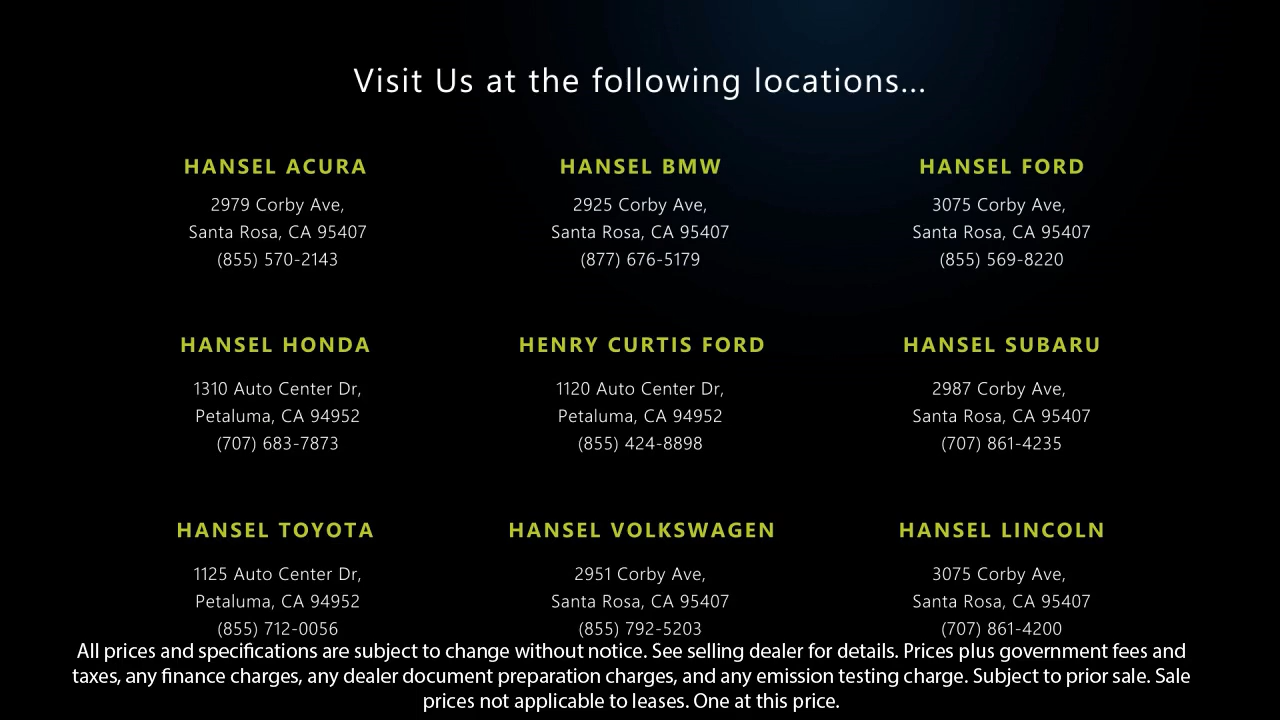 Visit Us at the following locations...
HANSEL ACURA
2979 Corby Ave,
Santa Rosa, CA 95407
(855) 570-2143
HANSEL BMW
2925 Corby Ave,
Santa Rosa, CA 95407
(877) 676-5179
HANSEL FORD
3075 Corby Ave,
Santa Rosa, CA 95407
(855) 569-8220
HANSEL HONDA
1310 Auto Center Dr,
Petaluma, CA 94952
(707) 683-7873
HENRY CURTIS FORD
1120 Auto Center Dr,
Petaluma, CA 94952
(855) 424-8898
HANSEL SUBARU
2987 Corby Ave,
Santa Rosa, CA 95407
(707) 861-4235
HANSEL TOYOTA
1125 Auto Center Dr,
Petaluma, CA 94952
(855) 712-0056
HANSEL VOLKSWAGEN
2951 Corby Ave,
Santa Rosa, CA 95407
(855) 792-5203
HANSEL LINCOLN
3075 Corby Ave,
Santa Rosa, CA 95407
(707) 861-4200
All prices and specifications are subject to change without notice. See selling dealer for details. Prices plus government fees and
taxes, any finance charges, any dealer document preparation charges, and any emission testing charge. Subject to prior sale. Sale
prices not applicable to leases. One at this price.